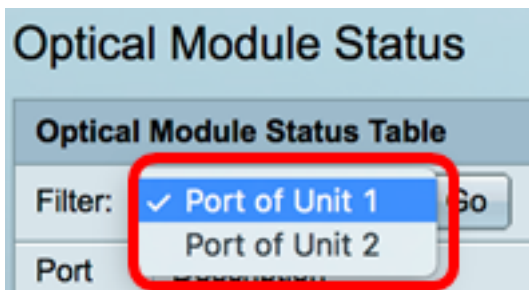 Optical Module Status
Optical Module Status Table
Filter: ✓ Port of Unit 1 Go
Port of Unit 2
Port